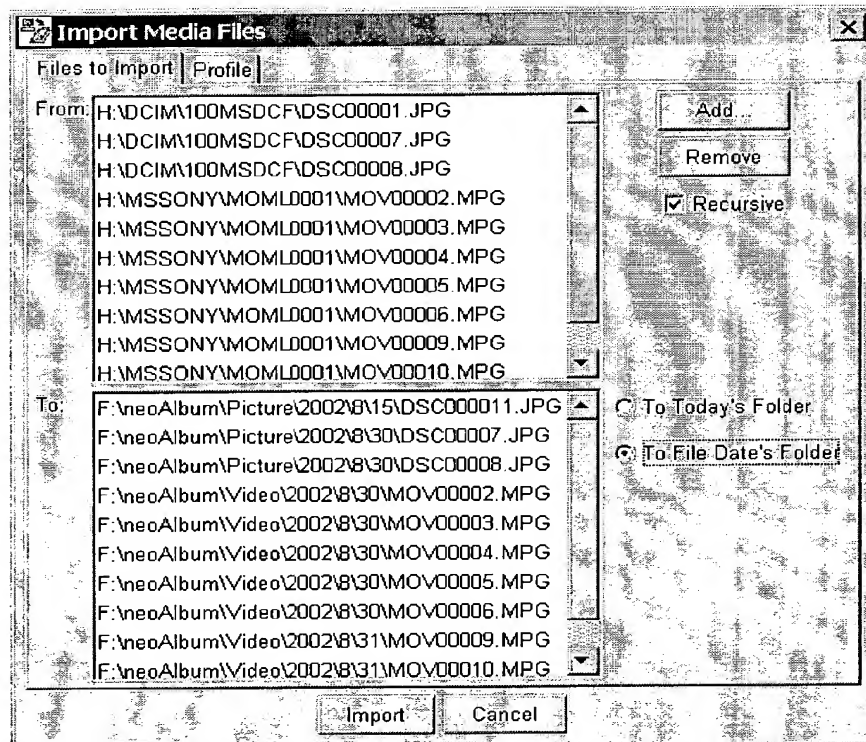 Import Media Files
Files to Import Profile
From:
H:\DCIM\100MSDCF\DSC00001.JPG
H:\DCIM\100MSDCF\DSC00007.JPG
H:\DCIM\100MSDCF\DSC00008.JPG
H:\MSSONY\MOML0001\MOV00002.MPG
H:\MSSONY\MOML0001\MOV00003.MPG
H:\MSSONY\MOML0001\MOV00004.MPG
H:\MSSONY\MOML0001\MOV00005.MPG
H:\MSSONY\MOML0001\MOV00006.MPG
H:\MSSONY\MOML0001\MOV00009.MPG
H:\MSSONY\MOML0001\MOV00010.MPG
Add...
Remove
Recursive
To:
F:\neoAlbum\Picture\2002\8\15\DSC000011.JPG
F:\neoAlbum\Picture\2002\8\30\DSC00007.JPG
F:\neoAlbum\Picture\2002\8\30\DSC00008.JPG
F:\neoAlbum\Video\2002\8\30\MOV00002.MPG
F:\neoAlbum\Video\2002\8\30\MOV00003.MPG
F:\neoAlbum\Video\2002\8\30\MOV00004.MPG
F:\neoAlbum\Video\2002\8\30\MOV00005.MPG
F:\neoAlbum\Video\2002\8\30\MOV00006.MPG
F:\neoAlbum\Video\2002\8\31\MOV00009.MPG
F:\neoAlbum\Video\2002\8\31\MOV00010.MPG
To Today's Folder
To File Date's Folder
Import Cancel